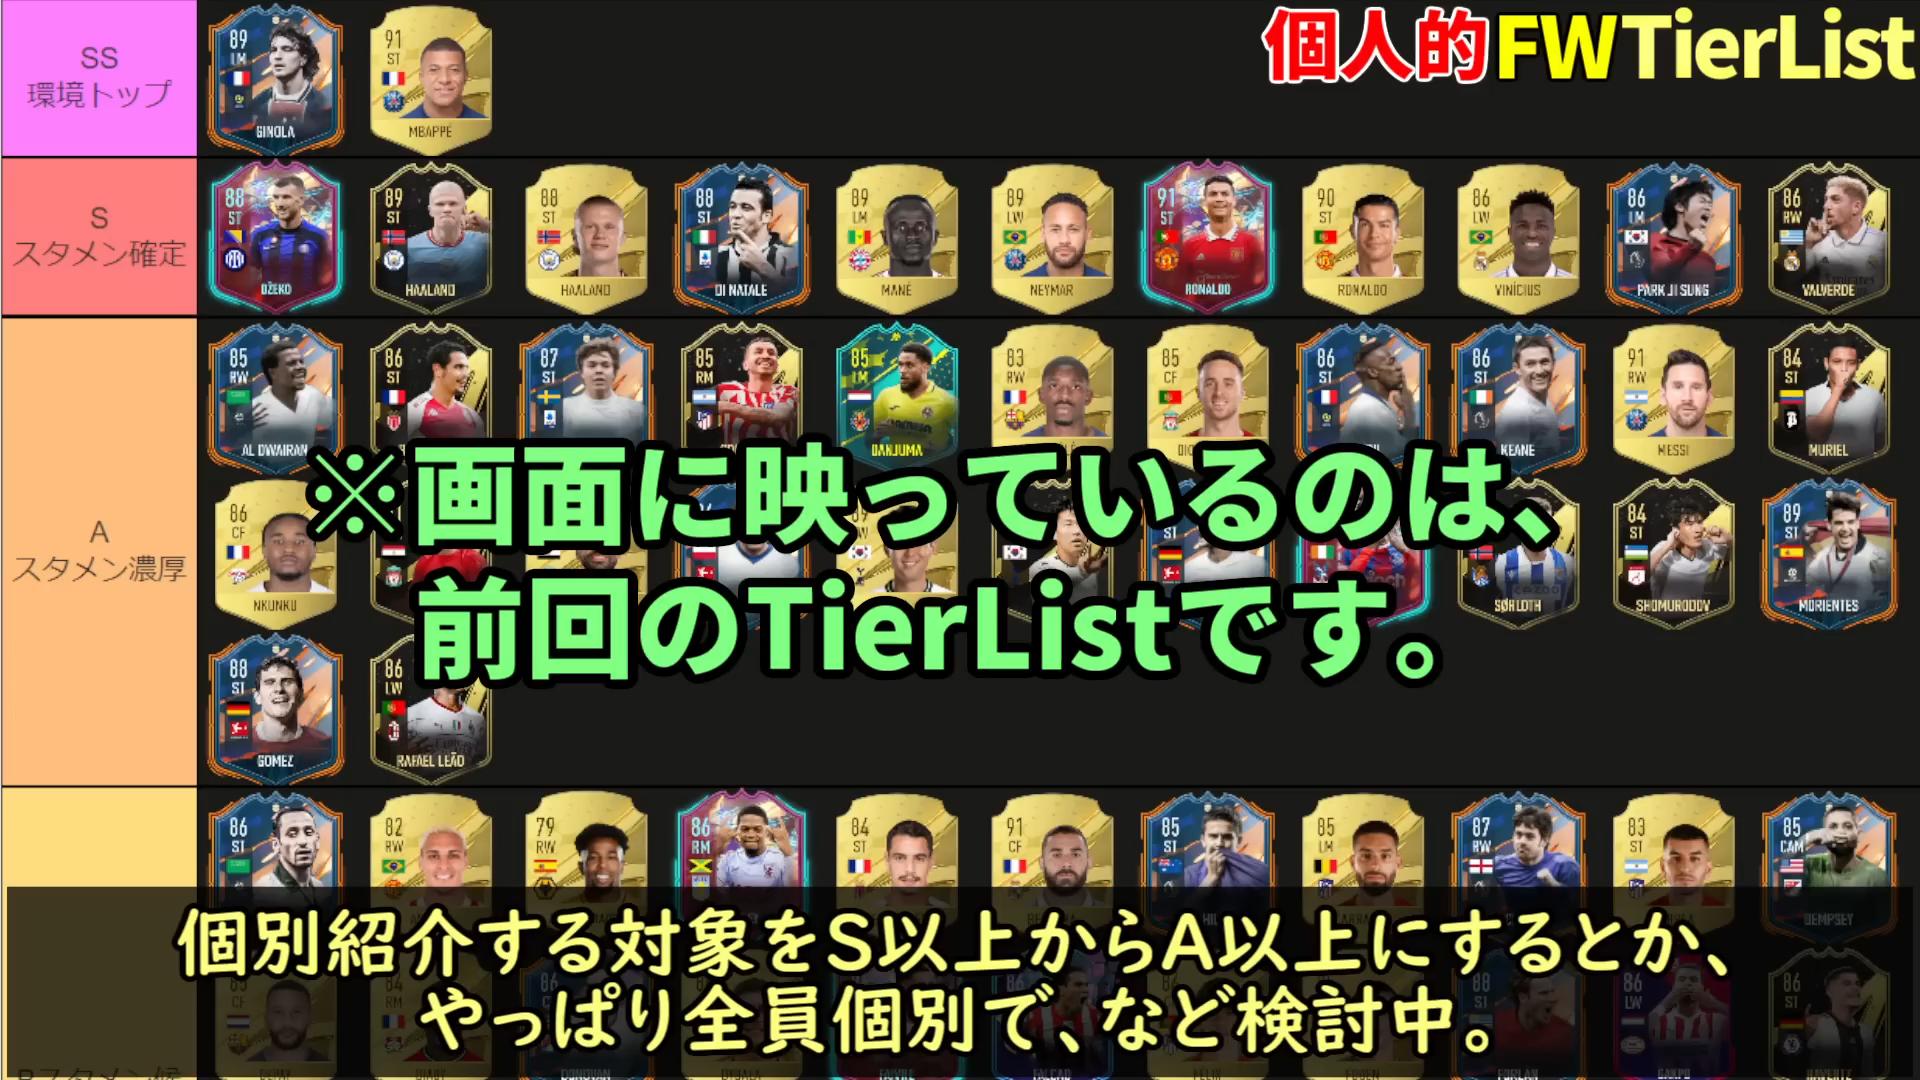 個人的FWTierList
SS
環境トップ
89 LM GINOLA
91 ST MBAPPÉ
S
スタメン確定
88 ST DŽEKO
89 ST HAALAND
88 ST HAALAND
88 ST DI NATALE
89 LM MANÉ
89 LW NEYMAR
91 ST RONALDO
90 ST RONALDO
86 LW VINÍCIUS
86 LM PARK JI SUNG
86 RW VALVERDE
A
スタメン濃厚
85 RW AL DWAIRAN
86 ST
87 ST
85 RM
85 LM DANJUMA
83 RW
85 CF
86 ST
86 ST KEANE
91 RW MESSI
84 ST MURIEL
※画面に映っているのは、
前回のTierListです。
86 CF NKUNKU
SØRLOTH
84 ST SHOMURODOV
89 ST MORIENTES
88 ST GOMEZ
86 LW RAFAEL LEÃO
86 ST
82 RW
79 RW
86 RM
84 ST
91 CF
85 ST
85 LM
87 RW
83 ST
85 CAM DEMPSEY
個別紹介する対象をS以上からA以上にするとか、
やっぱり全員個別で、など検討中。